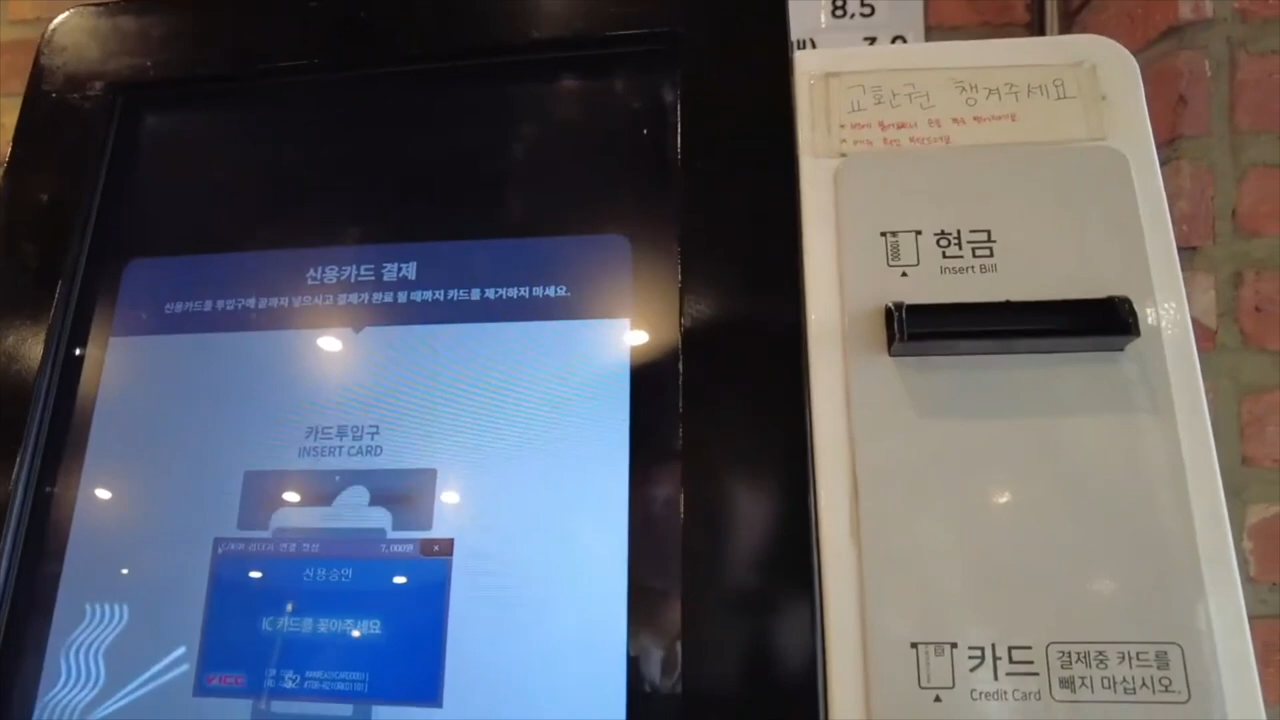 8,5
교환권 챙겨주세요
현금
Insert Bill
10000
신용카드 결제
신용카드를 투입구에 끝까지 넣으시고 결제가 완료 될 때까지 카드를 제거하지 마세요.
카드투입구
INSERT CARD
7,000원
신용승인
IC 카드를 꽂아주세요
KICC
52
카드
Credit Card
결제중 카드를
빼지 마십시오.